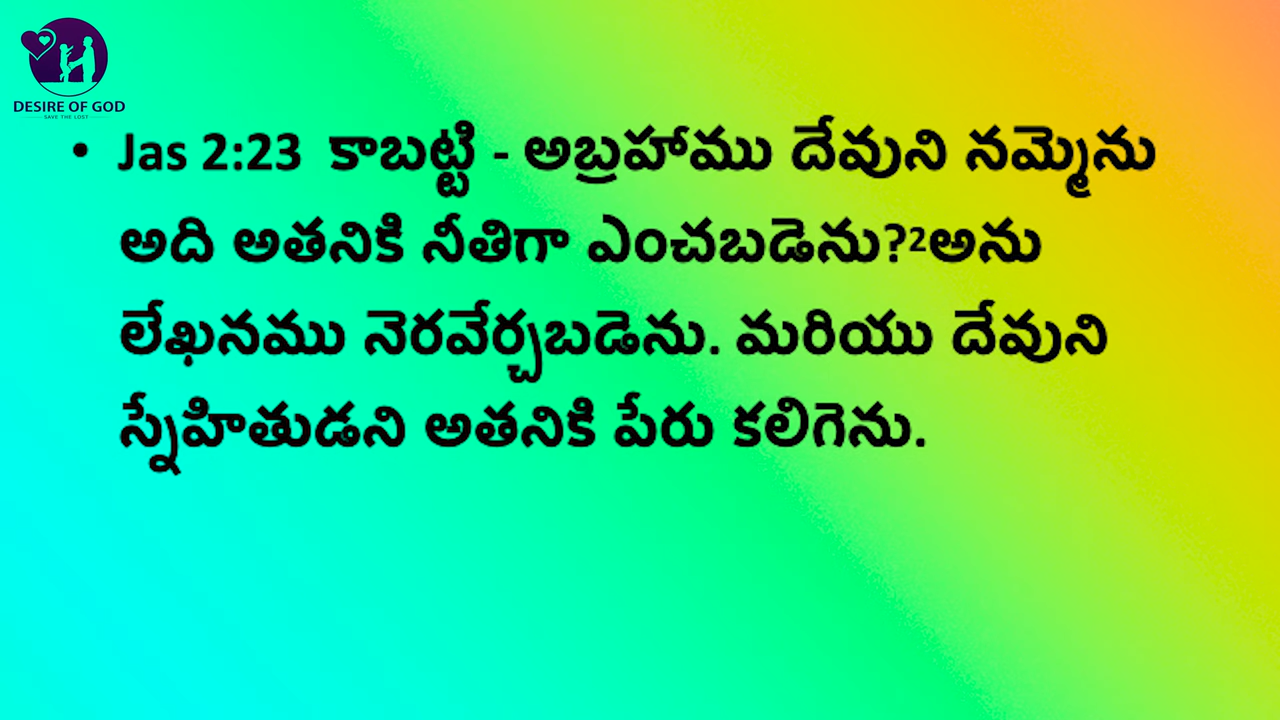 DESIRE OF GOD
SAVE THE LOST
• Jas 2:23 కాబట్టి - అబ్రహాము దేవుని నమ్మెను
అది అతనికి నీతిగా ఎంచబడెను?²అను
లేఖనము నెరవేర్చబడెను. మరియు దేవుని
స్నేహితుడని అతనికి పేరు కలిగెను.